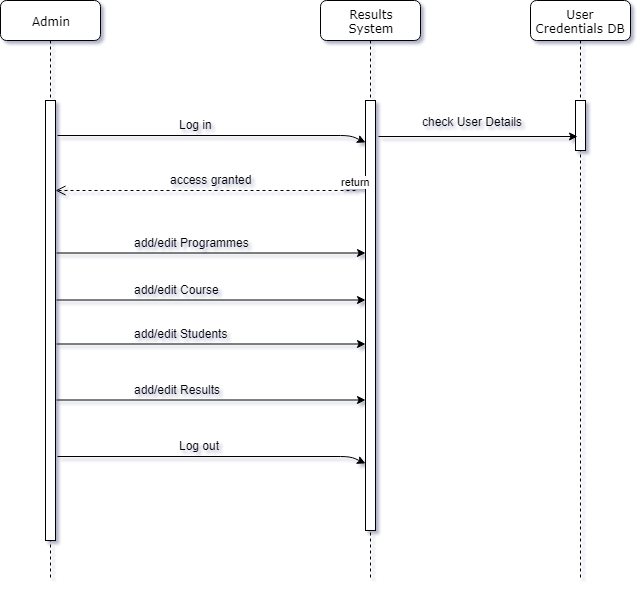 Admin
Results
System
User
Credentials DB
Log in
check User Details
access granted
return
add/edit Programmes
add/edit Course
add/edit Students
add/edit Results
Log out